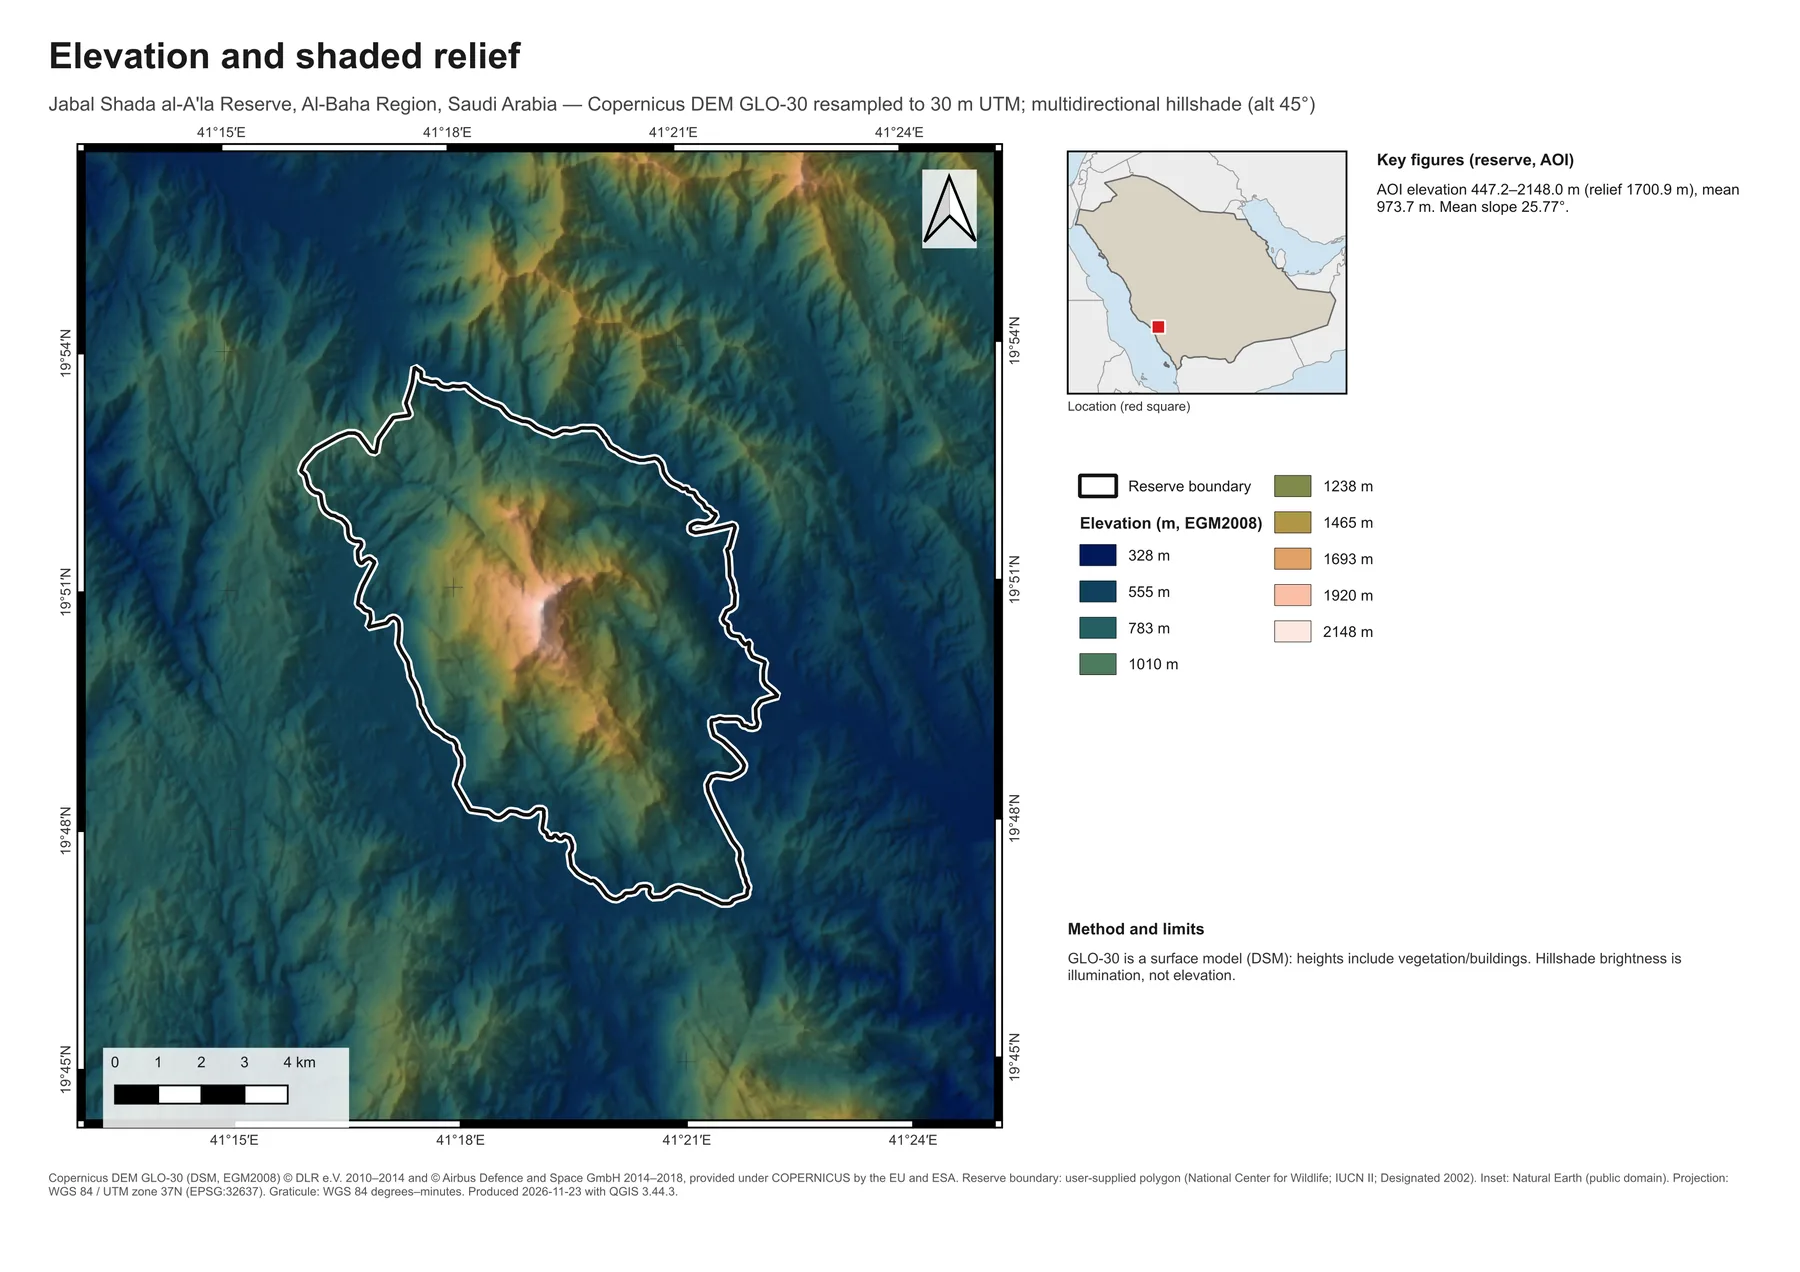 Elevation and shaded relief
Jabal Shada al-A'la Reserve, Al-Baha Region, Saudi Arabia — Copernicus DEM GLO-30 resampled to 30 m UTM; multidirectional hillshade (alt 45°)
41°15'E 41°18'E 41°21'E 41°24'E
19°54'N
19°51'N
19°48'N
19°45'N
19°54'N
19°51'N
19°48'N
19°45'N
0 1 2 3 4 km
41°15'E 41°18'E 41°21'E 41°24'E
Location (red square)
Key figures (reserve, AOI)
AOI elevation 447.2–2148.0 m (relief 1700.9 m), mean
973.7 m. Mean slope 25.77°.
Reserve boundary
Elevation (m, EGM2008)
328 m
555 m
783 m
1010 m
1238 m
1465 m
1693 m
1920 m
2148 m
Method and limits
GLO-30 is a surface model (DSM): heights include vegetation/buildings. Hillshade brightness is
illumination, not elevation.
Copernicus DEM GLO-30 (DSM, EGM2008) © DLR e.V. 2010–2014 and © Airbus Defence and Space GmbH 2014–2018, provided under COPERNICUS by the EU and ESA. Reserve boundary: user-supplied polygon (National Center for Wildlife; IUCN II; Designated 2002). Inset: Natural Earth (public domain). Projection:
WGS 84 / UTM zone 37N (EPSG:32637). Graticule: WGS 84 degrees–minutes. Produced 2026-11-23 with QGIS 3.44.3.